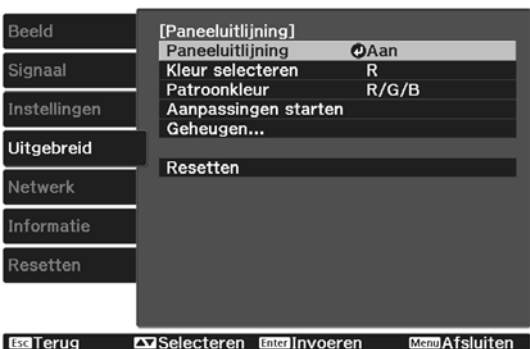 Beeld
Signaal
Instellingen
Uitgebreid
Netwerk
Informatie
Resetten
[Paneeluitlijning]
Paneeluitlijning Aan
Kleur selecteren R
Patroonkleur R/G/B
Aanpassingen starten
Geheugen...
Resetten
Esc Terug Selecteren Enter Invoeren Menu Afsluiten